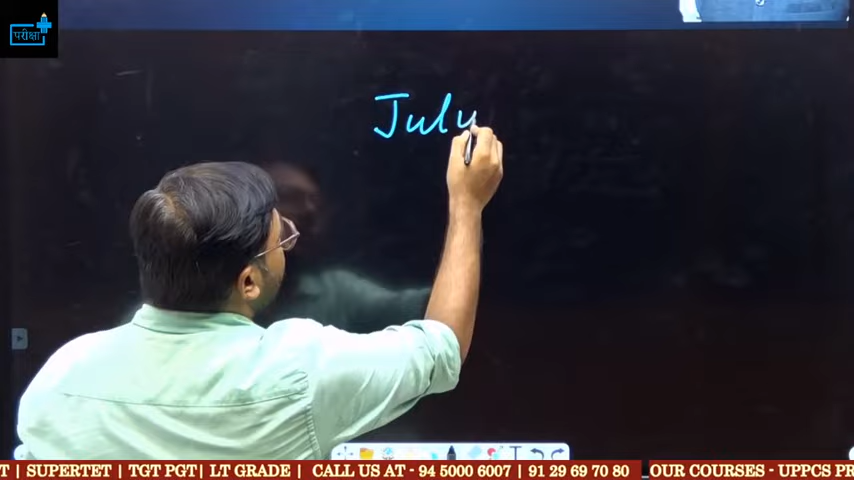 परीक्षा
July
T | SUPERTET | TGT PGT| LT GRADE | CALL US AT - 94 5000 6007 | 91 29 69 70 80 OUR COURSES - UPPCS PR